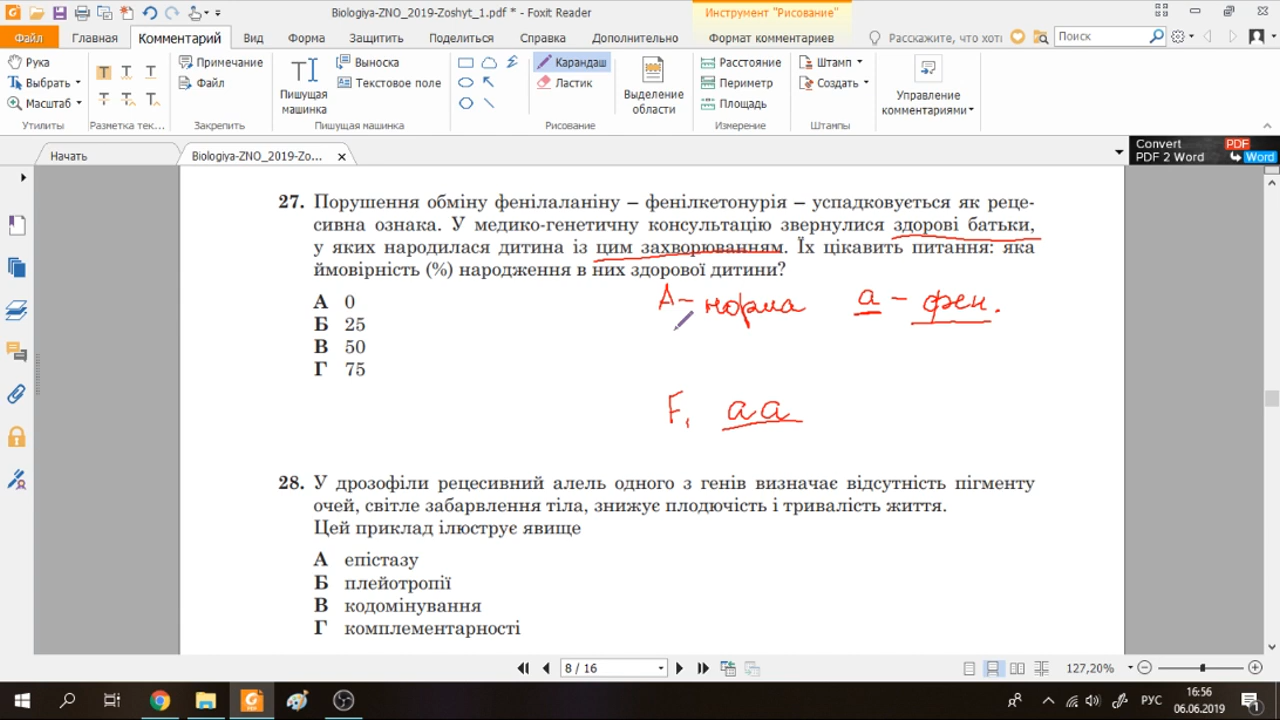 Biologiya-ZNO_2019-Zoshyt_1.pdf * - Foxit Reader
Инструмент "Рисование"
Файл Главная Комментарий Вид Форма Защитить Поделиться Справка Дополнительно Формат комментариев Расскажите, что хоті Поиск
Рука
Выбрать
Масштаб
Утилиты
Разметка тек...
Примечание
Файл
Закрепить
Пишущая машинка
Выноска
Текстовое поле
Пишущая машинка
Карандаш
Ластик
Рисование
Выделение области
Расстояние
Периметр
Площадь
Измерение
Штамп
Создать
Штампы
Управление комментариями
Начать
Biologiya-ZNO_2019-Zo...
Convert PDF
PDF 2 Word Word
27. Порушення обміну фенілаланіну – фенілкетонурія – успадковується як реце-
сивна ознака. У медико-генетичну консультацію звернулися здорові батьки,
у яких народилася дитина із цим захворюванням. Їх цікавить питання: яка
ймовірність (%) народження в них здорової дитини?
А 0
Б 25
В 50
Г 75
А – норма а – фен.
F₁ аа
28. У дрозофіли рецесивний алель одного з генів визначає відсутність пігменту
очей, світле забарвлення тіла, знижує плодючість і тривалість життя.
Цей приклад ілюструє явище
А епістазу
Б плейотропії
В кодомінування
Г комплементарності
8 / 16
127,20%
РУС
16:56
06.06.2019